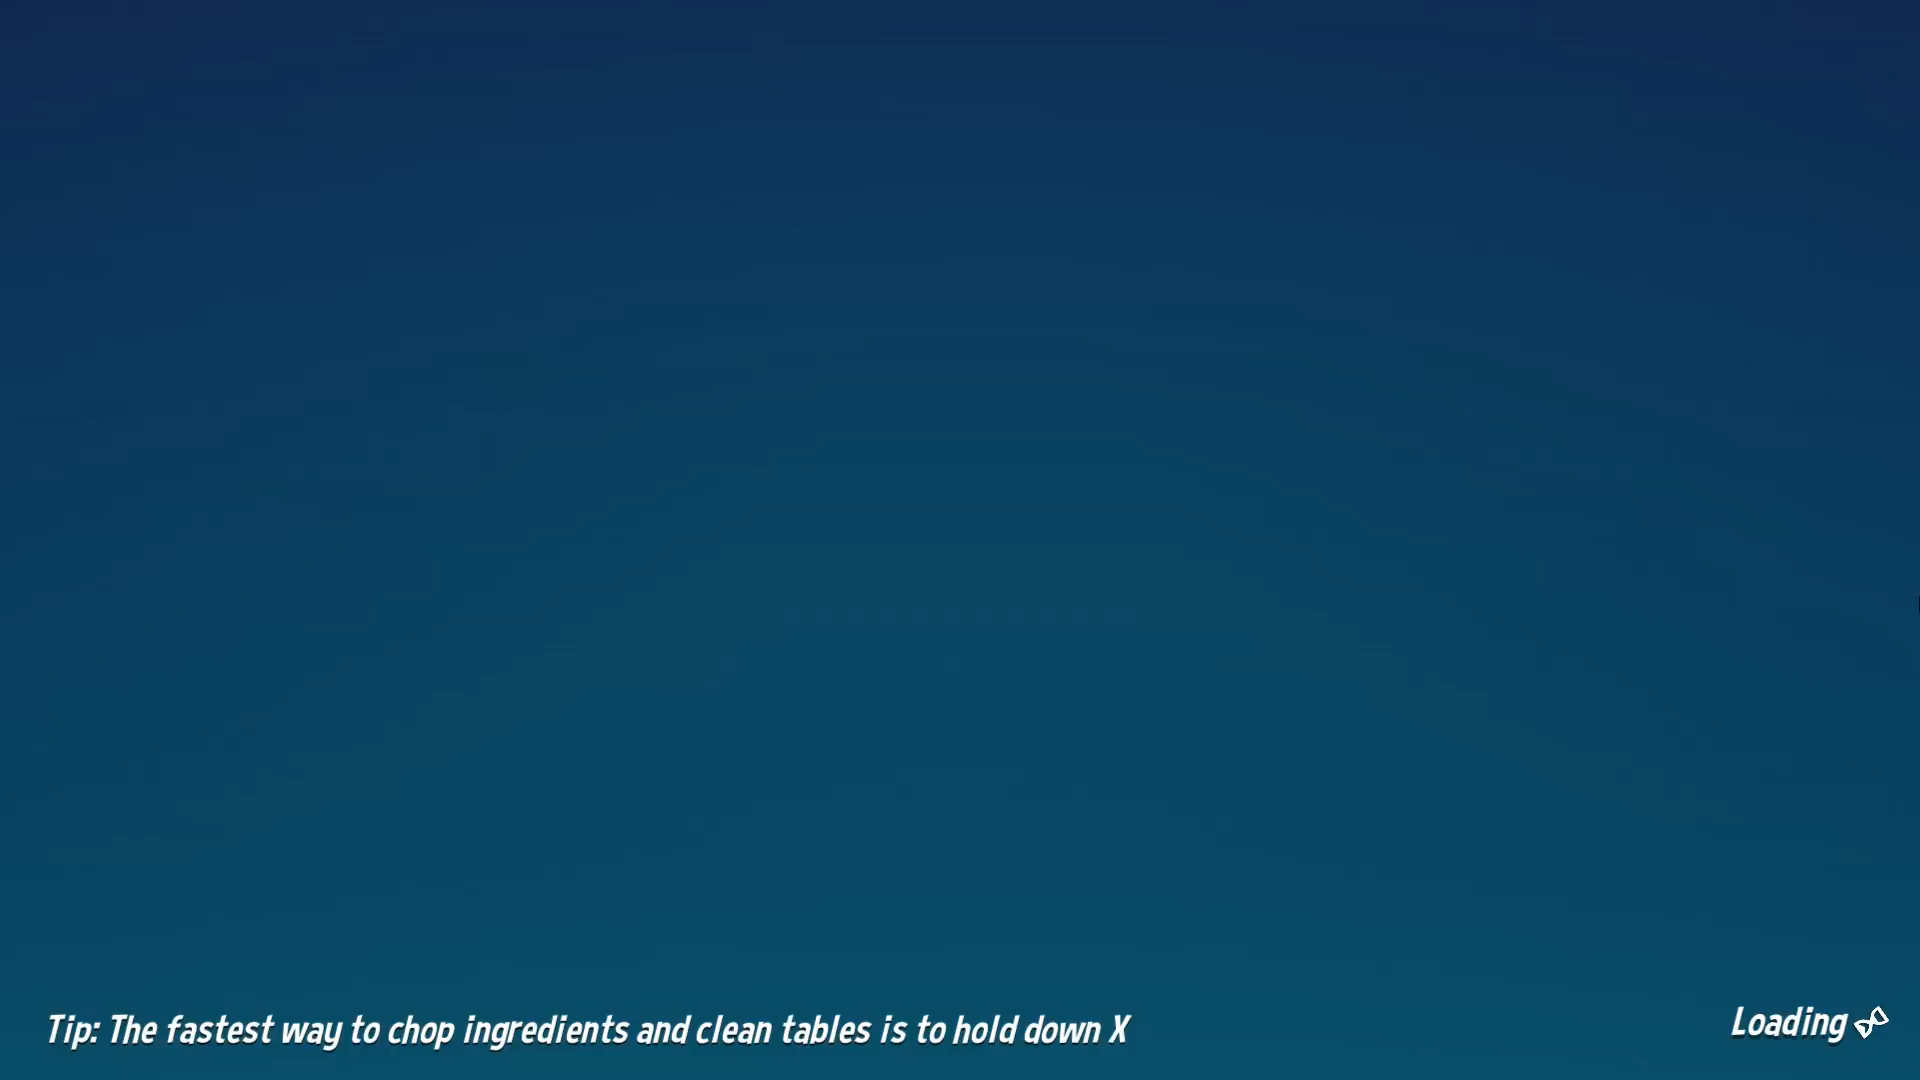 Tip: The fastest way to chop ingredients and clean tables is to hold down X
Loading